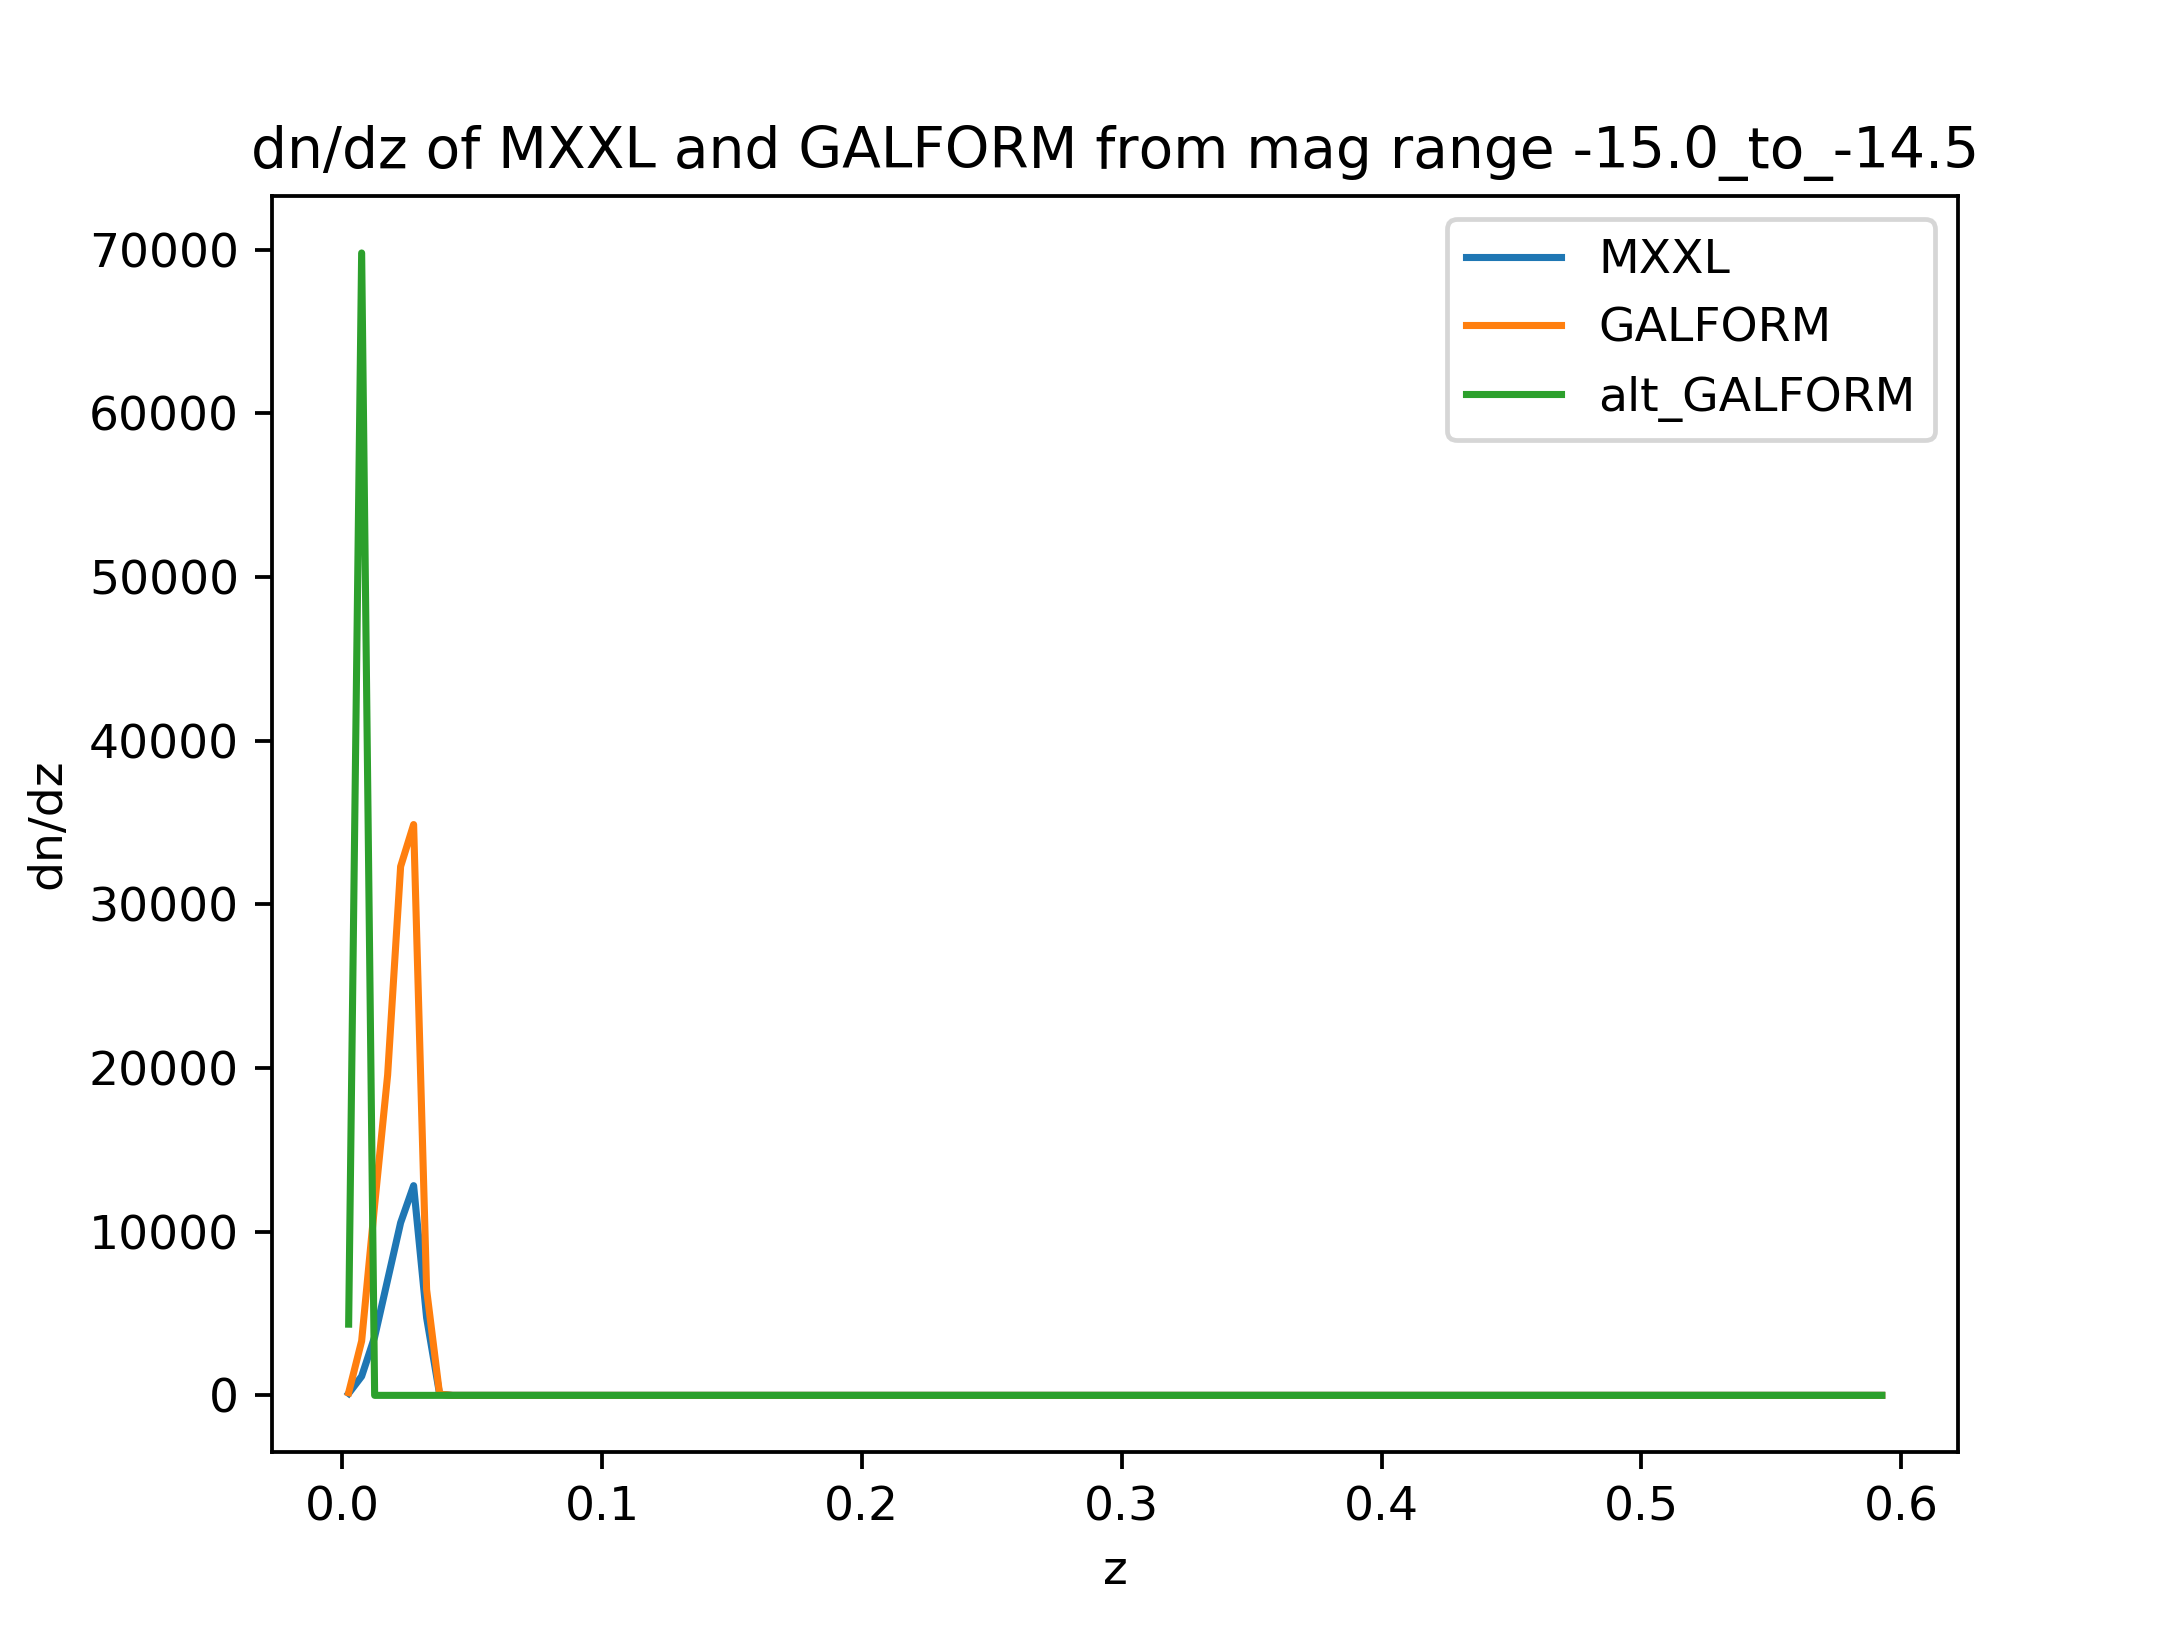 dn/dz of MXXL and GALFORM from mag range -15.0_to_-14.5
MXXL
GALFORM
alt_GALFORM
70000
60000
50000
40000
30000
20000
10000
0
dn/dz
0.0 0.1 0.2 0.3 0.4 0.5 0.6
z